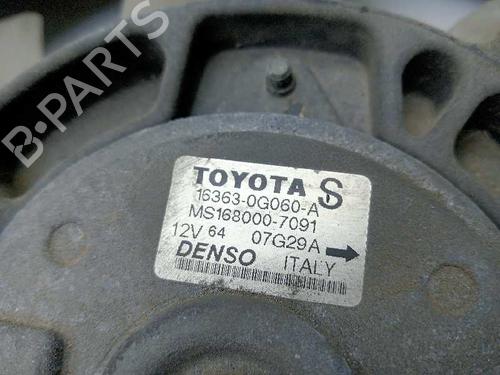 B-PARTS
TOYOTA S
16363-0G060-A
MS168000-7091
12V 64 07G29A
DENSO ITALY